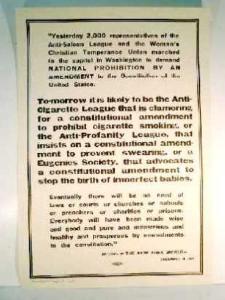 "Yesterday 2,000 representatives of the
Anti-Saloon League and the Woman's
Christian Temperance Union marched
to the capitol in Washington to demand
NATIONAL PROHIBITION BY AN
AMENDMENT to the Constitution of the
United States.
To-morrow it is likely to be the Anti-
Cigarette League that is clamoring
for a constitutional amendment
to prohibit cigarette smoking, or
the Anti-Profanity League, that
insists on a constitutional amend-
ment to prevent swearing, or a
Eugenics Society, that advocates
a constitutional amendment to
stop the birth of imperfect babies.
Eventually there will be no need of
laws or courts or churches or schools
or preachers or charities or prisons.
Everybody will have been made wise
and good and pure and
healthy and prosperous by amendments
to the constitution."
NEW YORK WORLD